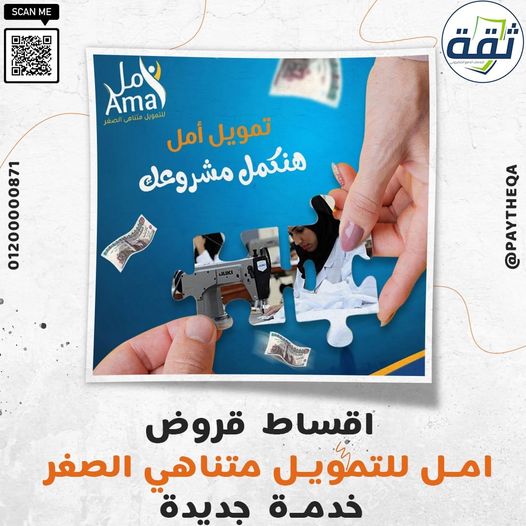 SCAN ME
ثقة
أمل
Amal
للتمويل متناهي الصغر
تمويل أمل
هنكمل مشروعك
01200000871
@PAYTHEQA
JUKI
اقساط قروض
امل للتمويل متناهي الصغر
خدمة جديدة